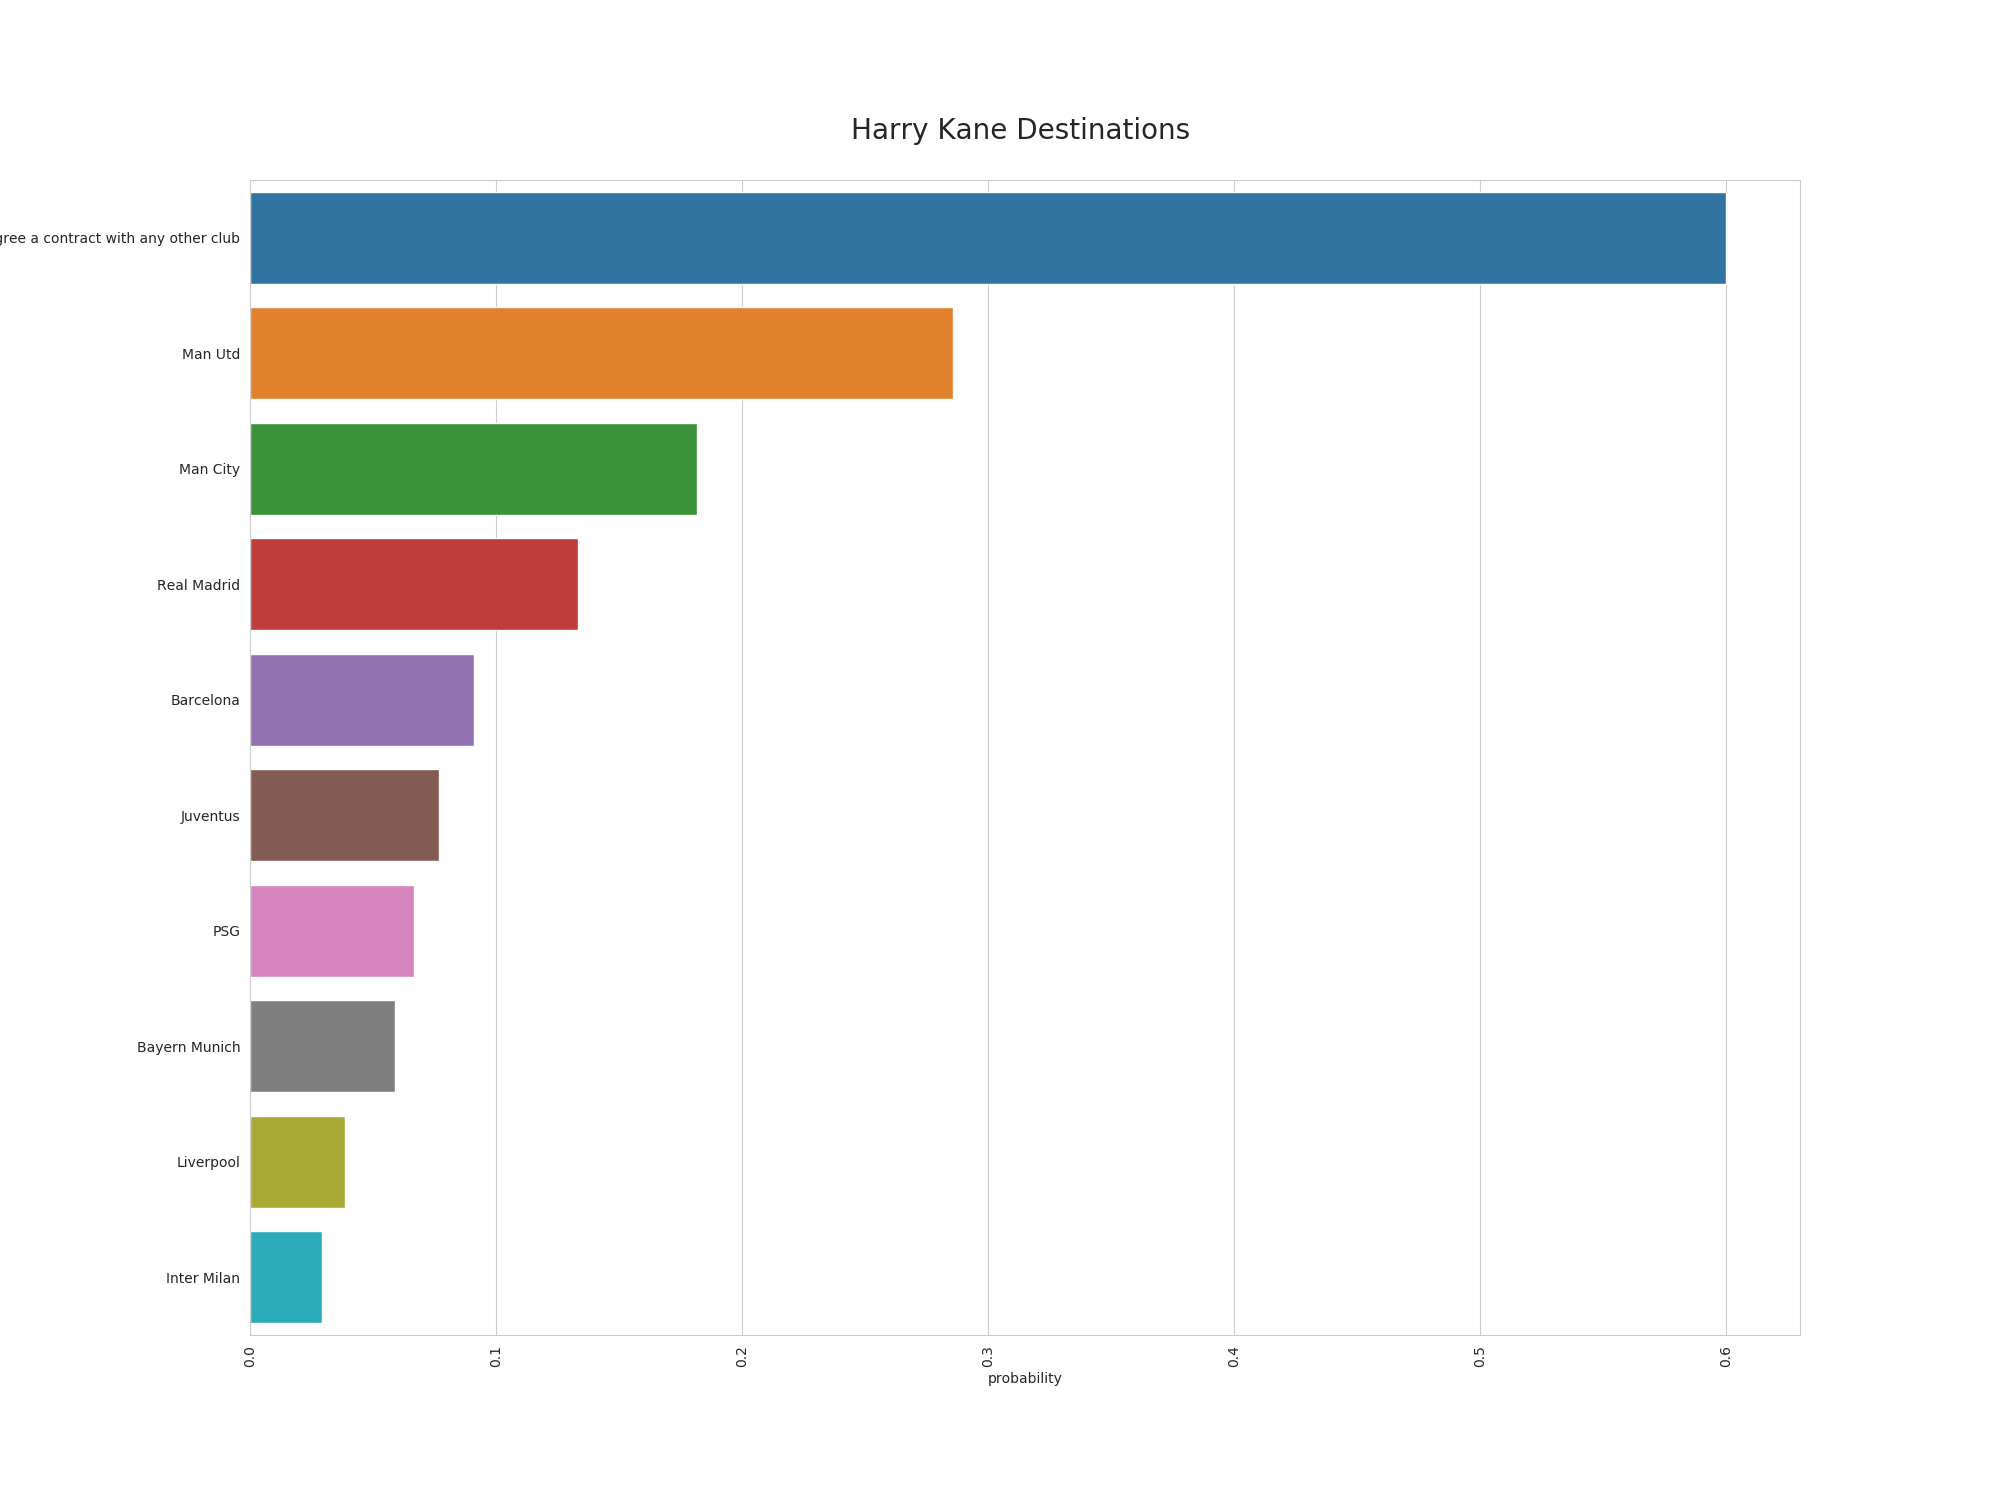 Harry Kane Destinations
a contract with any other club
Man Utd
Man City
Real Madrid
Barcelona
Juventus
PSG
Bayern Munich
Liverpool
Inter Milan
0.0 0.1 0.2 0.3 0.4 0.5 0.6
probability